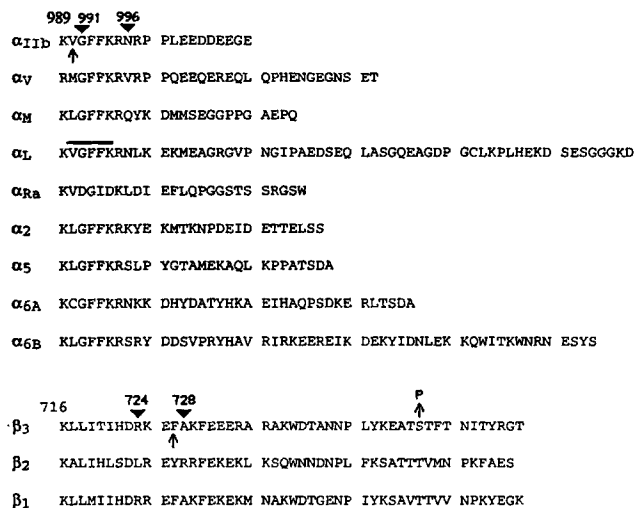 989 991 996
αIIb KVGFFKRNRP PLEEDDEEGE
αV RMGFFKRVRP PQEEQEREQL QPHENGEGNS ET
αM KLGFFKRQYK DMMSEGGPPG AEPQ
αL KVGFFKRNLK EKMEAGRGVP NGIPAEDSEQ LASGQEAGDP GCLKPLHEKD SESGGGKD
αRa KVDGIDKLDI EFLQPGGSTS SRGSW
α2 KLGFFKRKYE KMTKNPDEID ETTELSS
α5 KLGFFKRSLP YGTAMEKAQL KPPATSDA
α6A KCGFFKRNKK DHYDATYHKA EIHAQPSDKE RLTSDA
α6B KLGFFKRSRY DDSVPRYHAV RIRKEEREIK DEKYIDNLEK KQWITKWNRN ESYS
716 724 728 P
β3 KLLITIHDRK EFAKFEEERA RAKWDTANNP LYKEATSTFT NITYRGT
β2 KALIHLSDLR EYRRFEKEKL KSQWNNDNPL FKSATTTVMN PKFAES
β1 KLLMIIHDRR EFAKFEKEKM NAKWDTGENP IYKSAVTTVV NPKYEGK